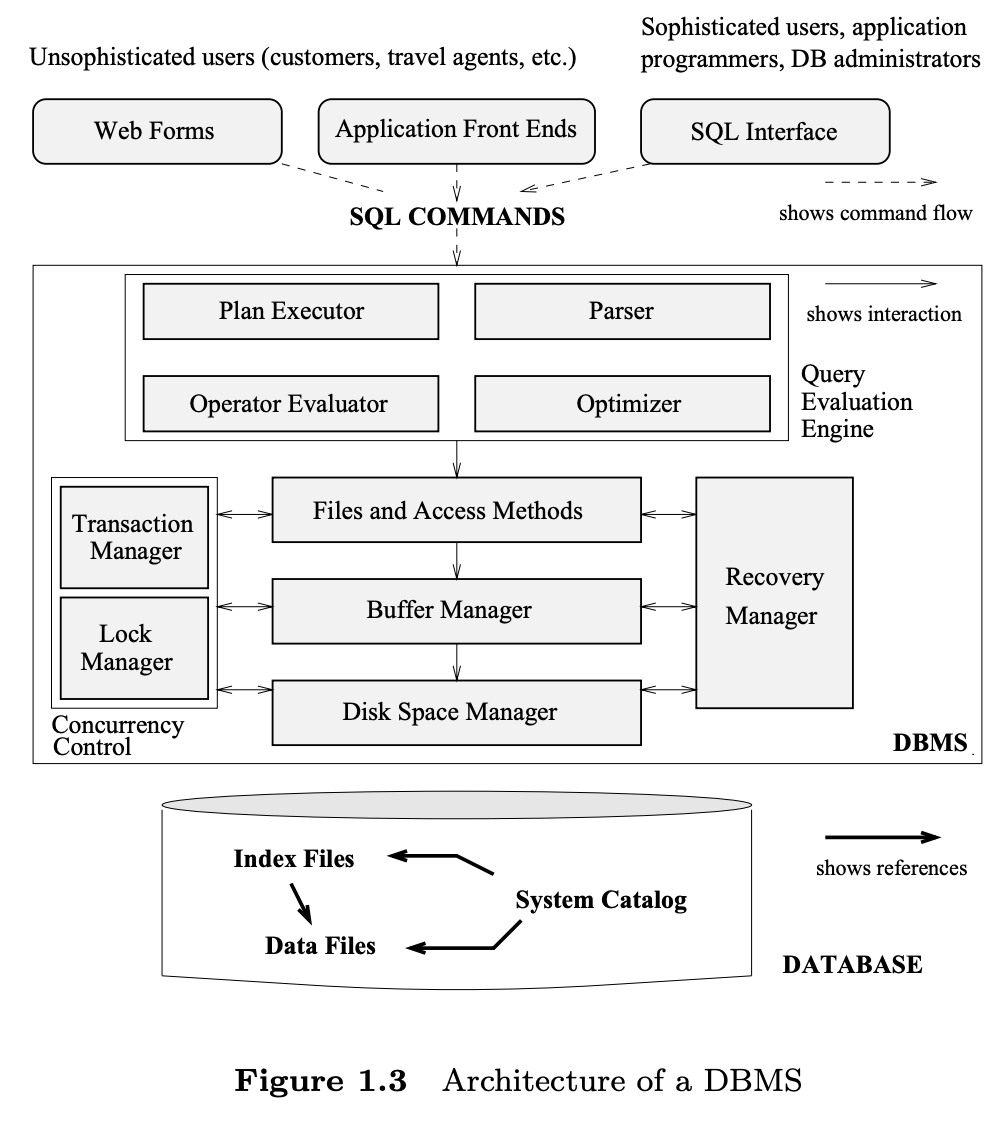 Unsophisticated users (customers, travel agents, etc.)
Sophisticated users, application
programmers, DB administrators
Web Forms
Application Front Ends
SQL Interface
SQL COMMANDS
shows command flow
Plan Executor
Parser
shows interaction
Operator Evaluator
Optimizer
Query
Evaluation
Engine
Transaction
Manager
Lock
Manager
Concurrency
Control
Files and Access Methods
Buffer Manager
Disk Space Manager
Recovery
Manager
DBMS
Index Files
System Catalog
Data Files
shows references
DATABASE
Figure 1.3 Architecture of a DBMS